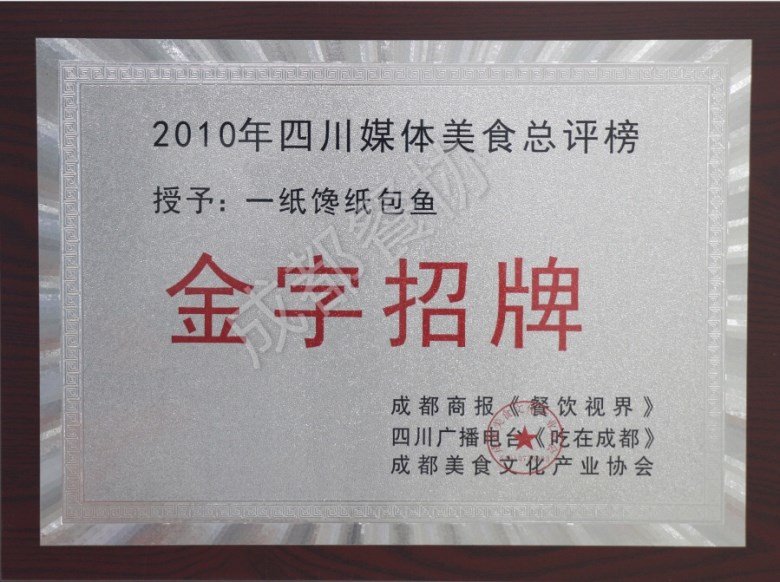 2010年四川媒体美食总评榜
授予：一纸馋纸包鱼
金字招牌
成都商报《餐饮视界》
四川广播电台《吃在成都》
成都美食文化产业协会
成都餐协